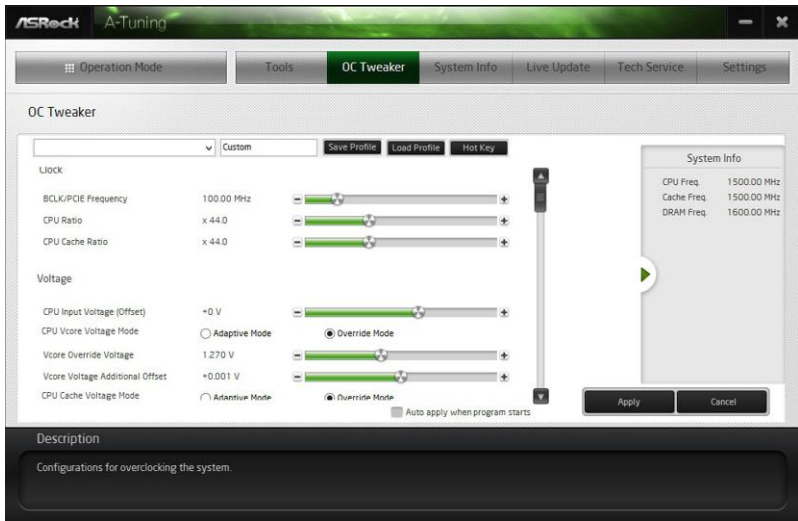 ASRock A-Tuning
Operation Mode Tools OC Tweaker System Info Live Update Tech Service Settings
OC Tweaker
Custom Save Profile Load Profile Hot Key
Clock
BCLK/PCIE Frequency 100.00 MHz
CPU Ratio x 44.0
CPU Cache Ratio x 44.0
Voltage
CPU Input Voltage (Offset) +0 V
CPU Vcore Voltage Mode Adaptive Mode Override Mode
Vcore Override Voltage 1.270 V
Vcore Voltage Additional Offset +0.001 V
CPU Cache Voltage Mode Adaptive Mode Override Mode
Auto apply when program starts
System Info
CPU Freq. 1500.00 MHz
Cache Freq. 1500.00 MHz
DRAM Freq. 1600.00 MHz
Apply Cancel
Description
Configurations for overclocking the system.